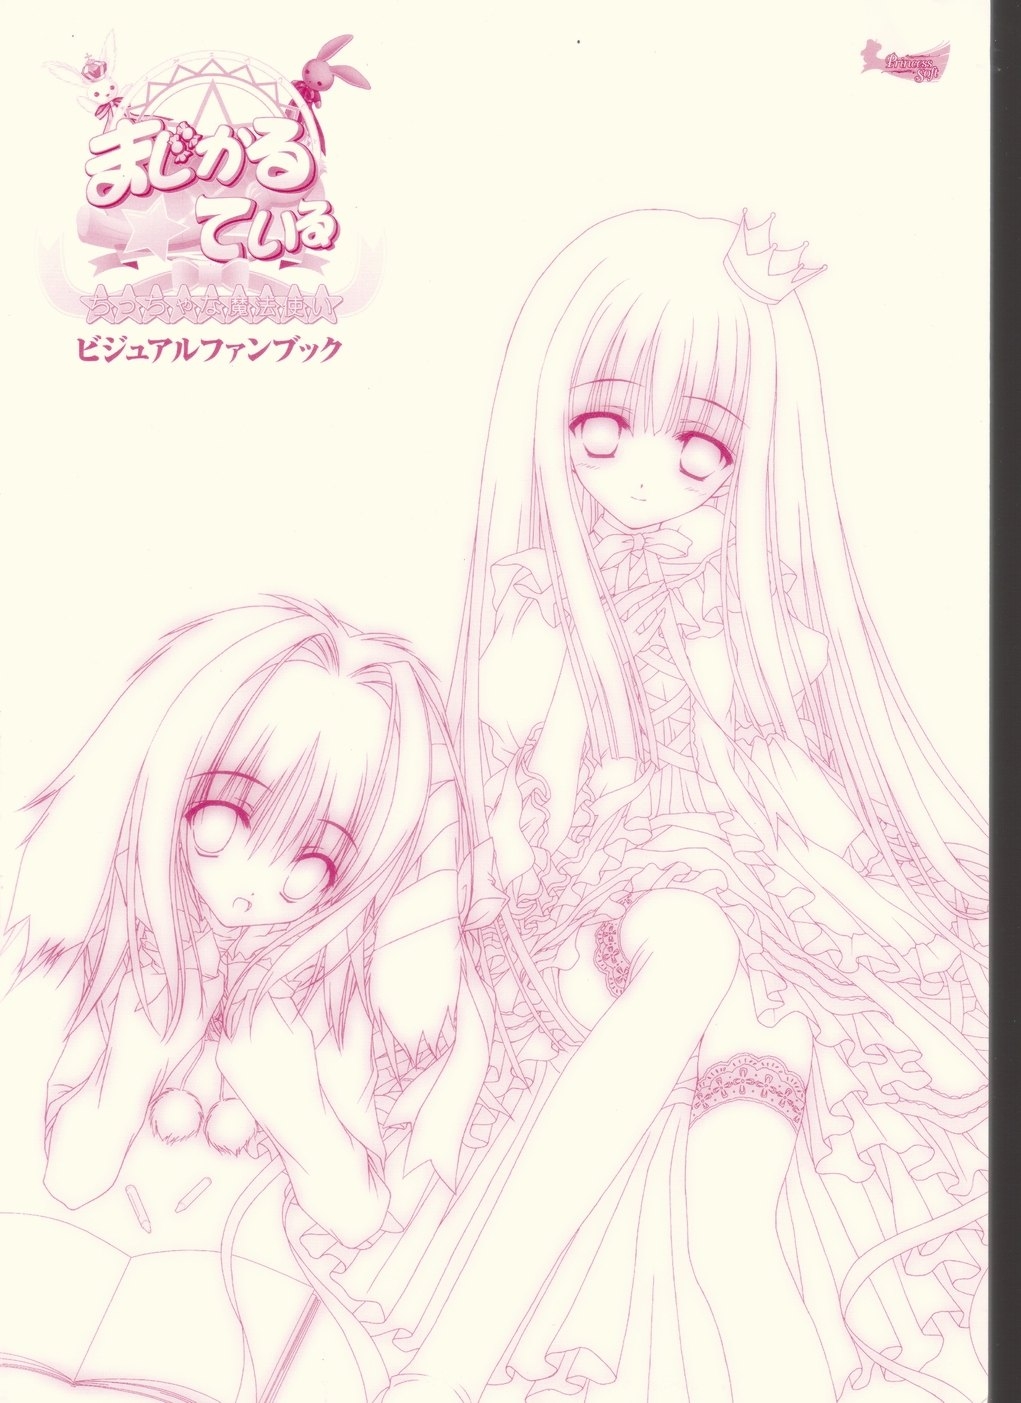 まじかる
ている
ちっちゃな魔法使い
ビジュアルファンブック
Princess
Soft